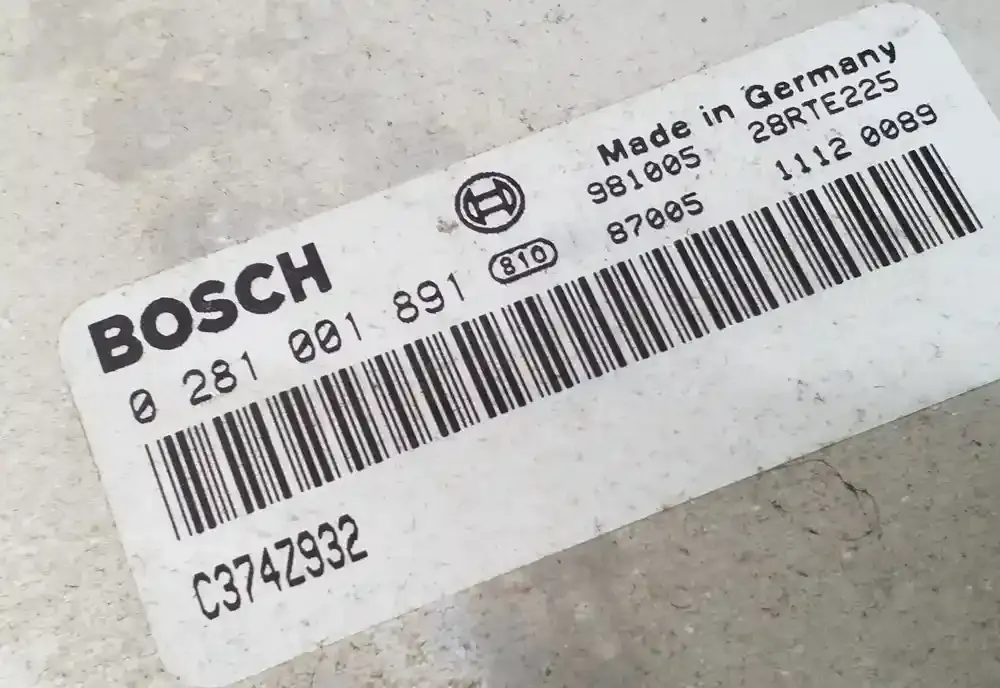 Made in Germany
981005 28RTE225
87005 1112 0089
BOSCH
0 281 001 891 810
C374Z932